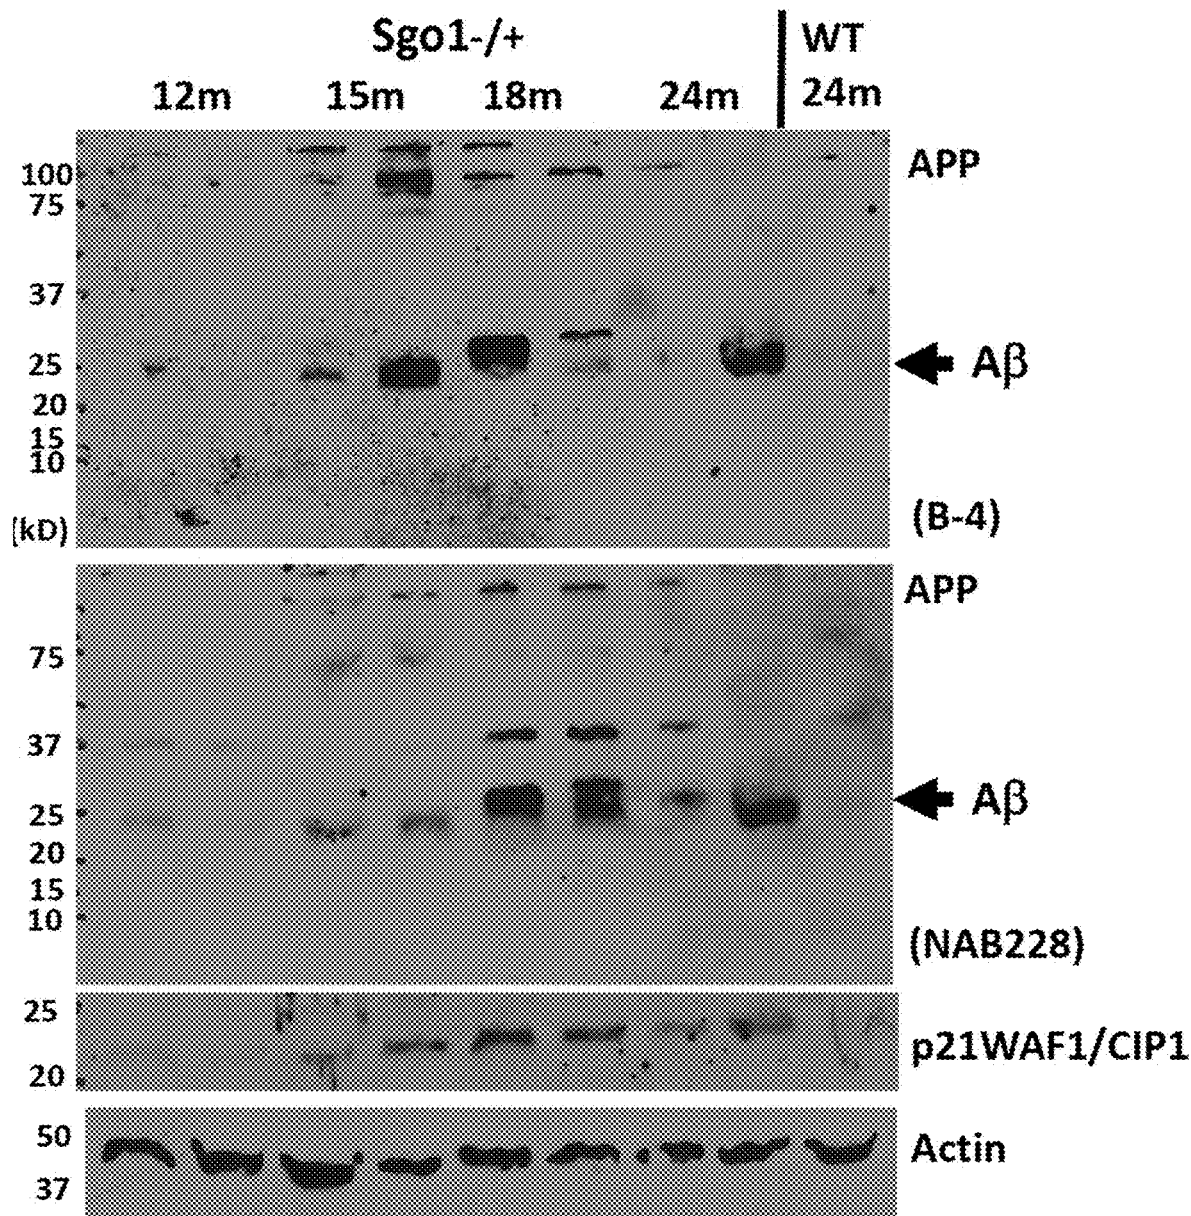 Sgo1-/+ WT
12m 15m 18m 24m 24m
100 APP
75
37
25 Aβ
20
15
10
(kD) (B-4)
APP
75
37
25 Aβ
20
15
10
(NAB228)
25
p21WAF1/CIP1
20
50 Actin
37